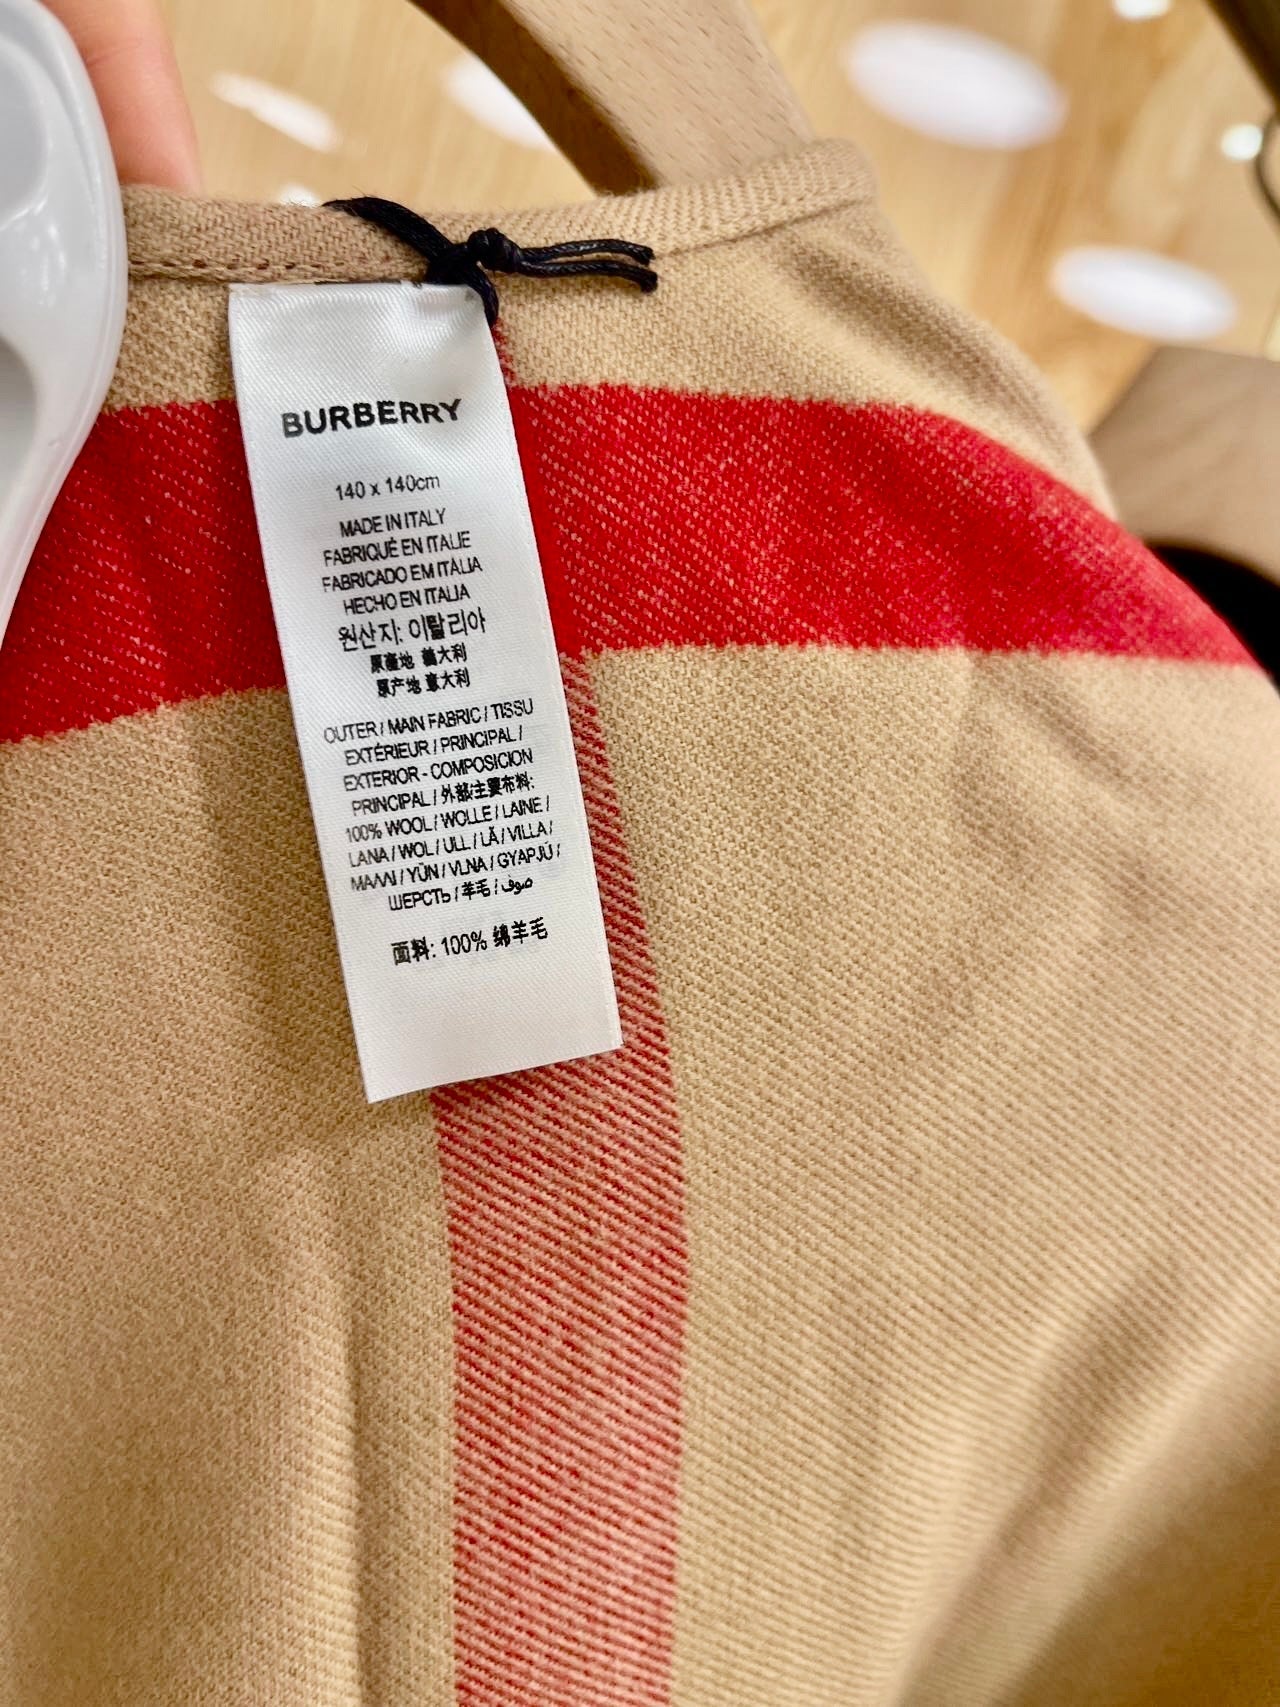 BURBERRY
140 x 140cm
MADE IN ITALY
FABRIQUÉ EN ITALIE
FABRICADO EM ITÁLIA
HECHO EN ITALIA
원산지: 이탈리아
原產地 義大利
原产地 意大利
OUTER / MAIN FABRIC / TISSU
EXTÉRIEUR / PRINCIPAL /
EXTERIOR - COMPOSICION
PRINCIPAL / 外部主要布料:
100% WOOL / WOLLE / LAINE /
LANA / WOL / ULL / LÃ / VILLA /
ΜΑΛΛΙ / YÜN / VLNA / GYAPJÚ /
ШЕРСТЬ / 羊毛 / صوف
面料: 100% 绵羊毛